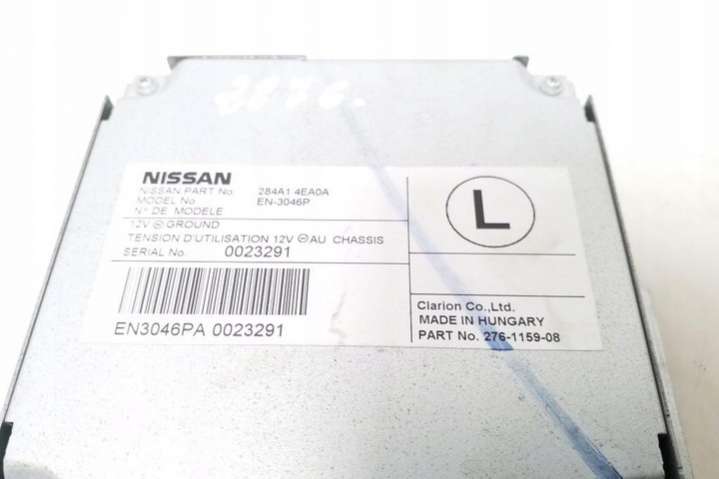 NISSAN
NISSAN PART No. 284A1 4EA0A
MODEL No EN-3046P
N° DE MODELE
12V ⊖ GROUND
TENSION D'UTILISATION 12V ⊖ AU CHASSIS
SERIAL No. 0023291
EN3046PA 0023291
L
Clarion Co.,Ltd.
MADE IN HUNGARY
PART No. 276-1159-08